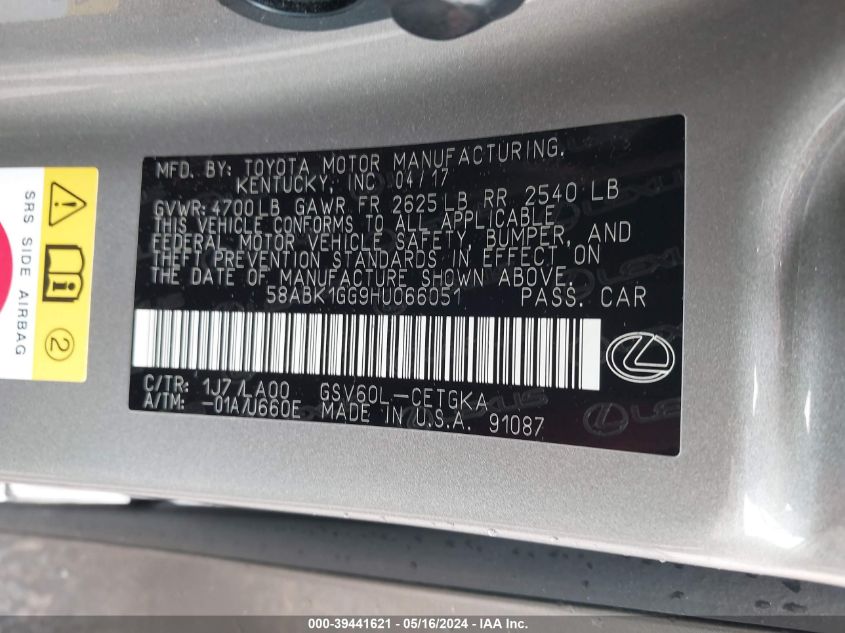 MFD. BY: TOYOTA MOTOR MANUFACTURING.
KENTUCKY, INC 04/17
GVWR: 4700LB GAWR FR 2625LB RR 2540 LB
THIS VEHICLE CONFORMS TO ALL APPLICABLE
FEDERAL MOTOR VEHICLE SAFETY, BUMPER, AND
THEFT PREVENTION STANDARDS IN EFFECT ON
THE DATE OF MANUFACTURE SHOWN ABOVE.
58ABK1GG9HU066051 PASS. CAR
C/TR: 1J7/LA00 GSV60L-CETGKA
A/TM: -01A/U660E MADE IN U.S.A. 91087
SRS SIDE AIRBAG
2
LEXUS
000-39441621 - 05/16/2024 - IAA Inc.